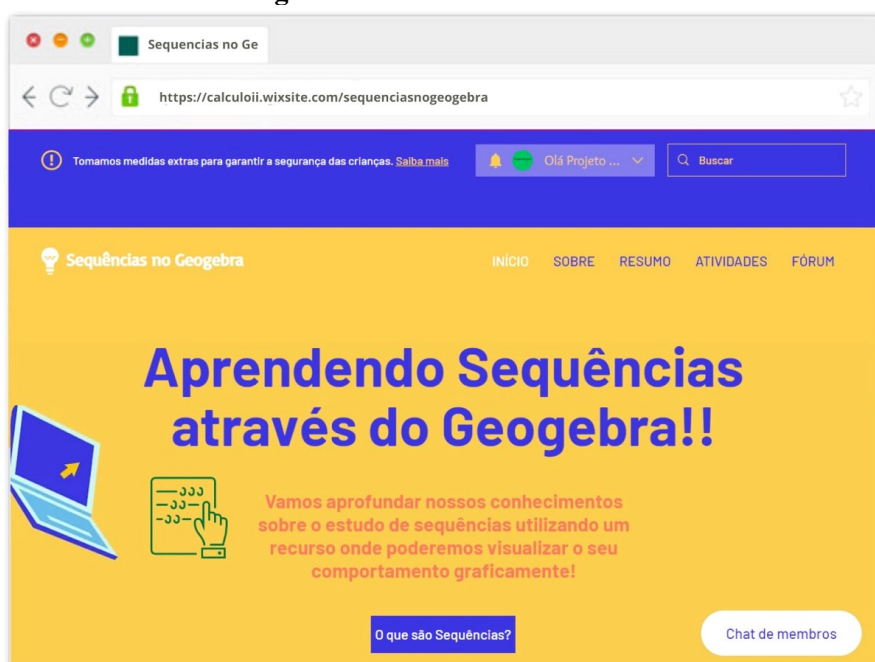 Sequencias no Ge
https://calculoii.wixsite.com/sequenciasnogeogebra
Tomamos medidas extras para garantir a segurança das crianças. Saiba mais
Olá Projeto ...
Buscar
Sequências no Geogebra
INÍCIO SOBRE RESUMO ATIVIDADES FÓRUM
Aprendendo Sequências
através do Geogebra!!
Vamos aprofundar nossos conhecimentos
sobre o estudo de sequências utilizando um
recurso onde poderemos visualizar o seu
comportamento graficamente!
O que são Sequências?
Chat de membros